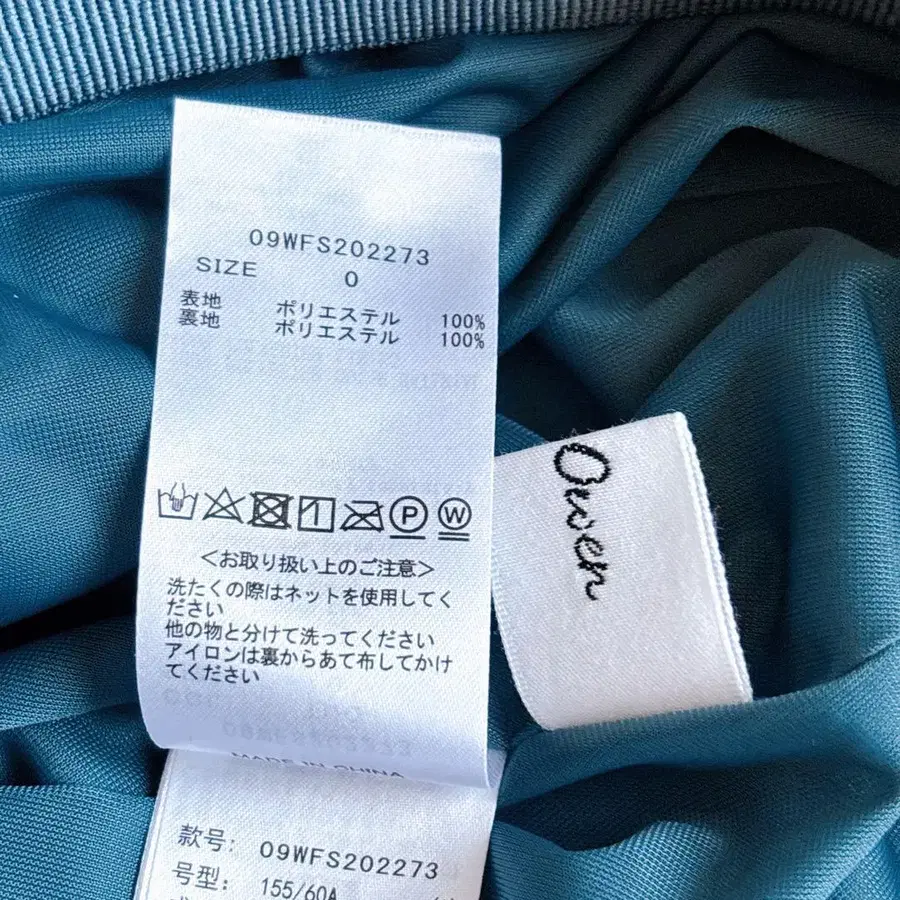 09WFS202273
SIZE 0
表地 ポリエステル 100%
裏地 ポリエステル 100%
P W
<お取り扱い上のご注意>
洗たくの際はネットを使用してく
ださい
他の物と分けて洗ってください
アイロンは裏からあて布してかけ
てください
MADE IN CHINA
Owen
款号: 09WFS202273
号型: 155/60A